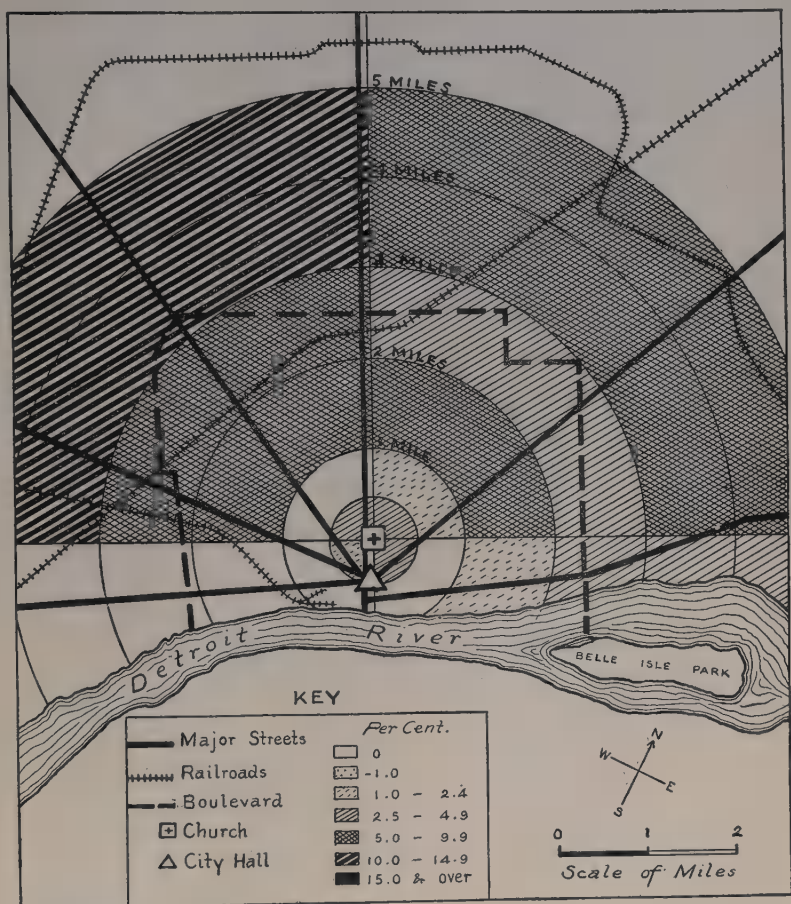 5 MILES
MILES
MILES
2 MILES
1 MILE
Detroit River
BELLE ISLE PARK
KEY
Major Streets
Railroads
Boulevard
Church
City Hall
Per Cent.
0
-1.0
1.0 - 2.4
2.5 - 4.9
5.0 - 9.9
10.0 - 14.9
15.0 & over
N
W
E
S
0 1 2
Scale of Miles